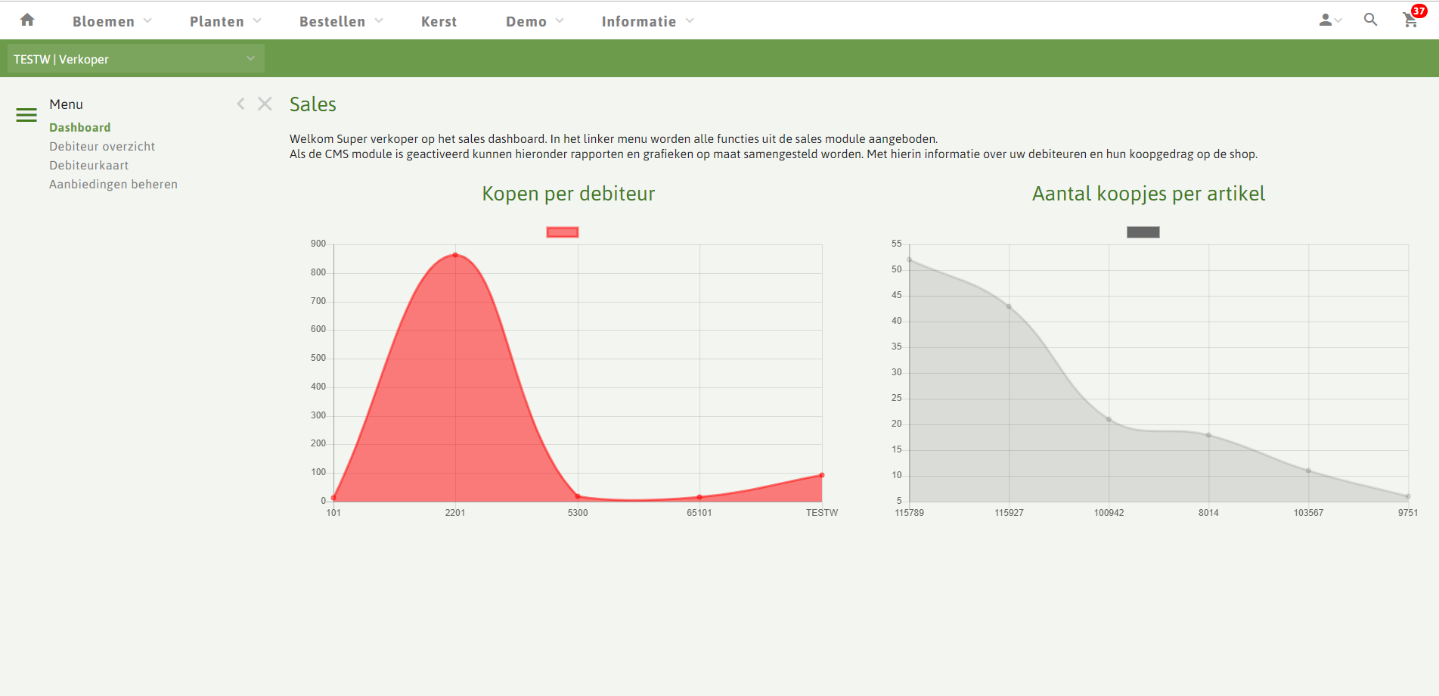 Bloemen Planten Bestellen Kerst Demo Informatie 37
TESTW | Verkoper
Menu
Dashboard
Debiteur overzicht
Debiteurkaart
Aanbiedingen beheren
Sales
Welkom Super verkoper op het sales dashboard. In het linker menu worden alle functies uit de sales module aangeboden.
Als de CMS module is geactiveerd kunnen hieronder rapporten en grafieken op maat samengesteld worden. Met hierin informatie over uw debiteuren en hun koopgedrag op de shop.
Kopen per debiteur
900
800
700
600
500
400
300
200
100
0
101 2201 5300 65101 TESTW
Aantal koopjes per artikel
55
50
45
40
35
30
25
20
15
10
5
115789 115927 100942 8014 103567 9751